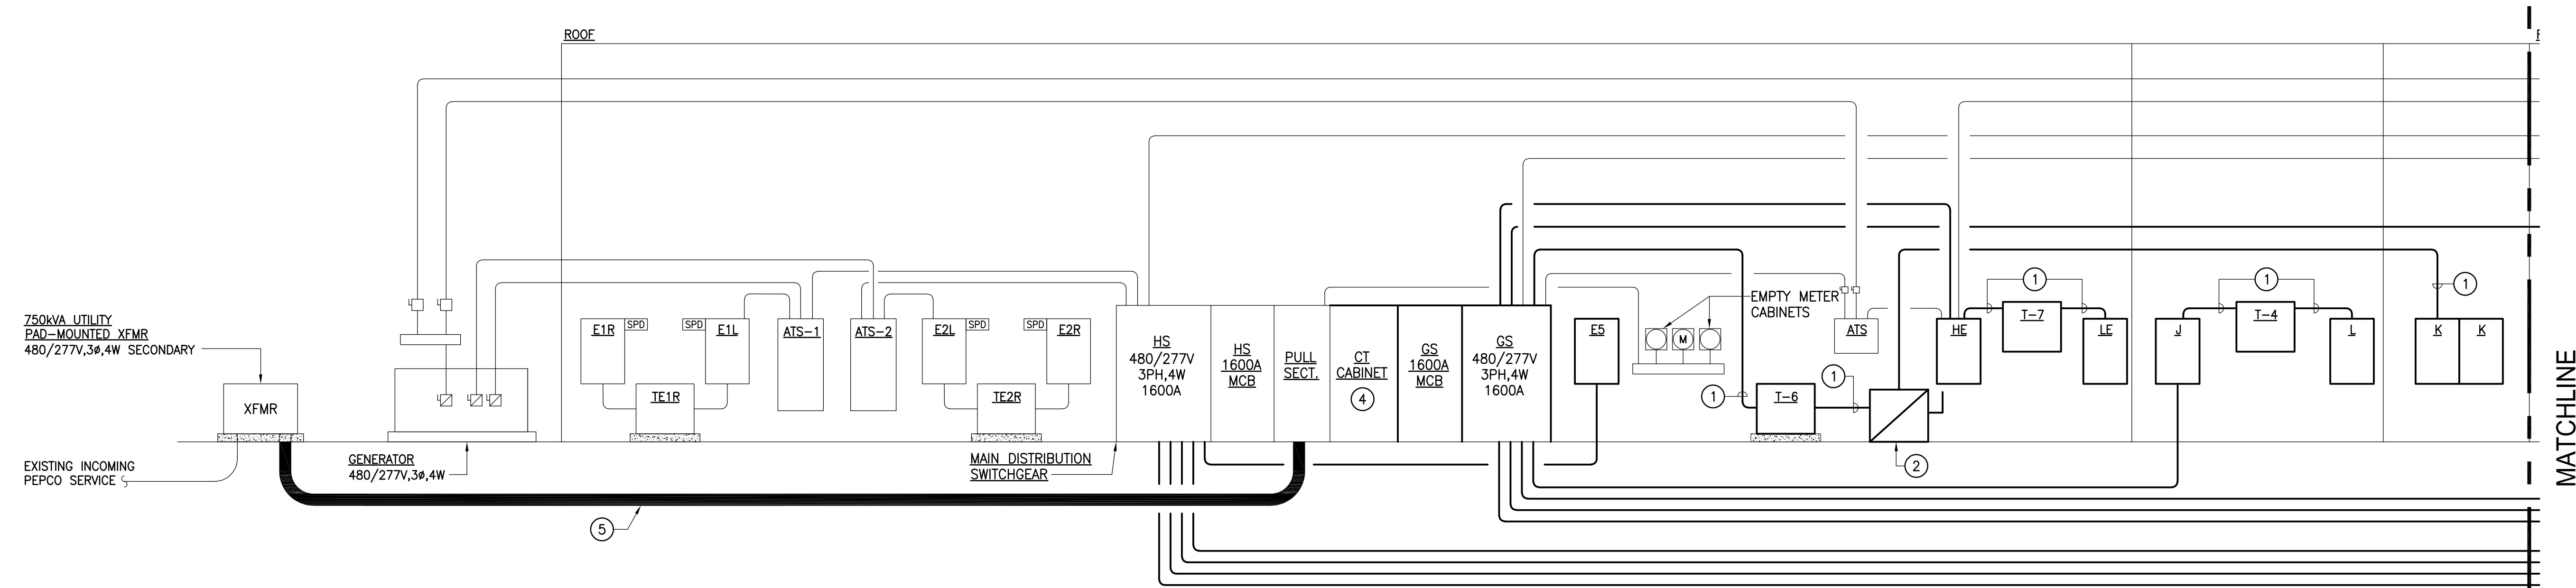 ROOF
750kVA UTILITY
PAD-MOUNTED XFMR
480/277V,3ø,4W SECONDARY
XFMR
EXISTING INCOMING
PEPCO SERVICE
GENERATOR
480/277V,3ø,4W
5
E1R
SPD
SPD
E1L
TE1R
ATS-1
ATS-2
E2L
SPD
SPD
E2R
TE2R
MAIN DISTRIBUTION
SWITCHGEAR
HS
480/277V
3PH,4W
1600A
HS
1600A
MCB
PULL
SECT.
CT
CABINET
4
GS
1600A
MCB
GS
480/277V
3PH,4W
1600A
E5
M
EMPTY METER
CABINETS
1
T-6
1
2
ATS
HE
1
T-7
LE
J
1
T-4
L
1
K
K
MATCHLINE